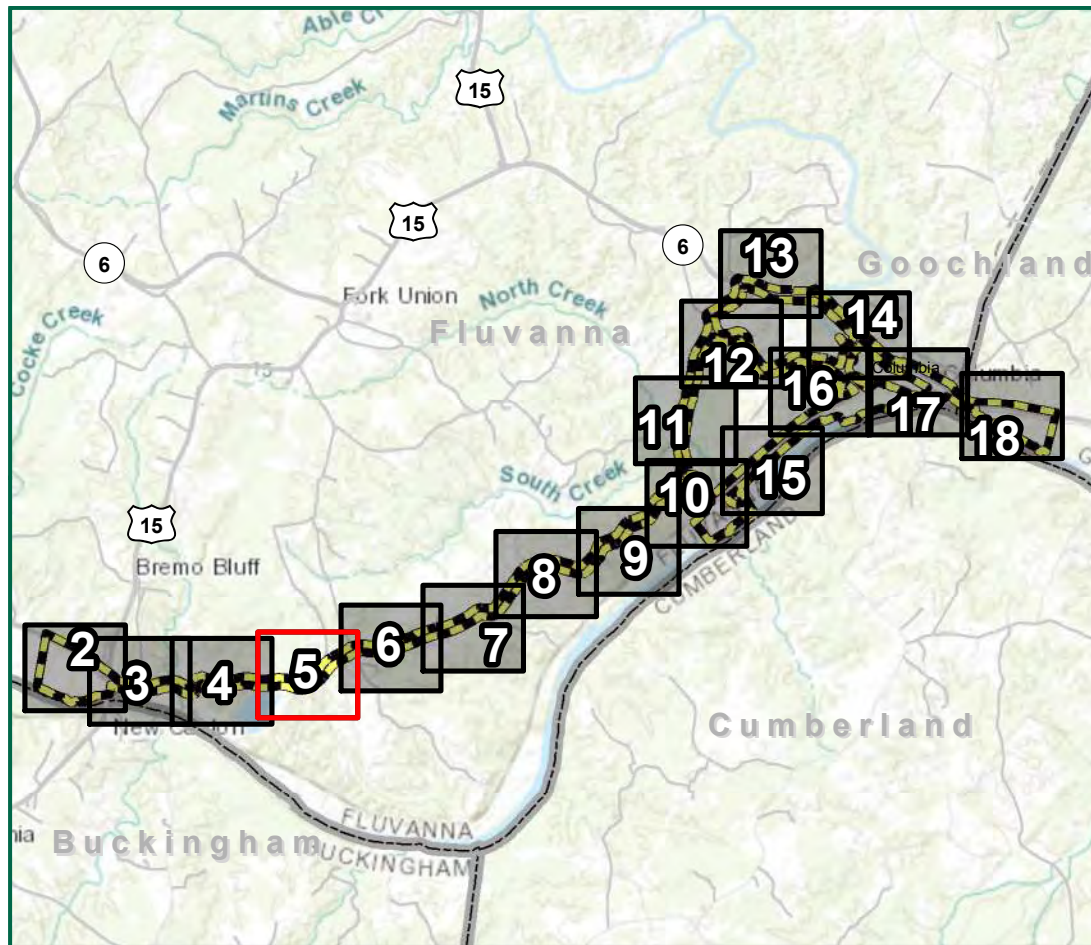 Able Cr
Martins Creek
15
15
6
6
13
Goochland
Fork Union
North Creek
Fluvanna
Cocke Creek
14
15
12
Columbia
Columbia
16
17
11
18
South Creek
10
15
15
9
CUMBERLAND
Bremo Bluff
8
7
6
5
2
3
4
New Canton
Cumberland
FLUVANNA
BUCKINGHAM
nia
Buckingham